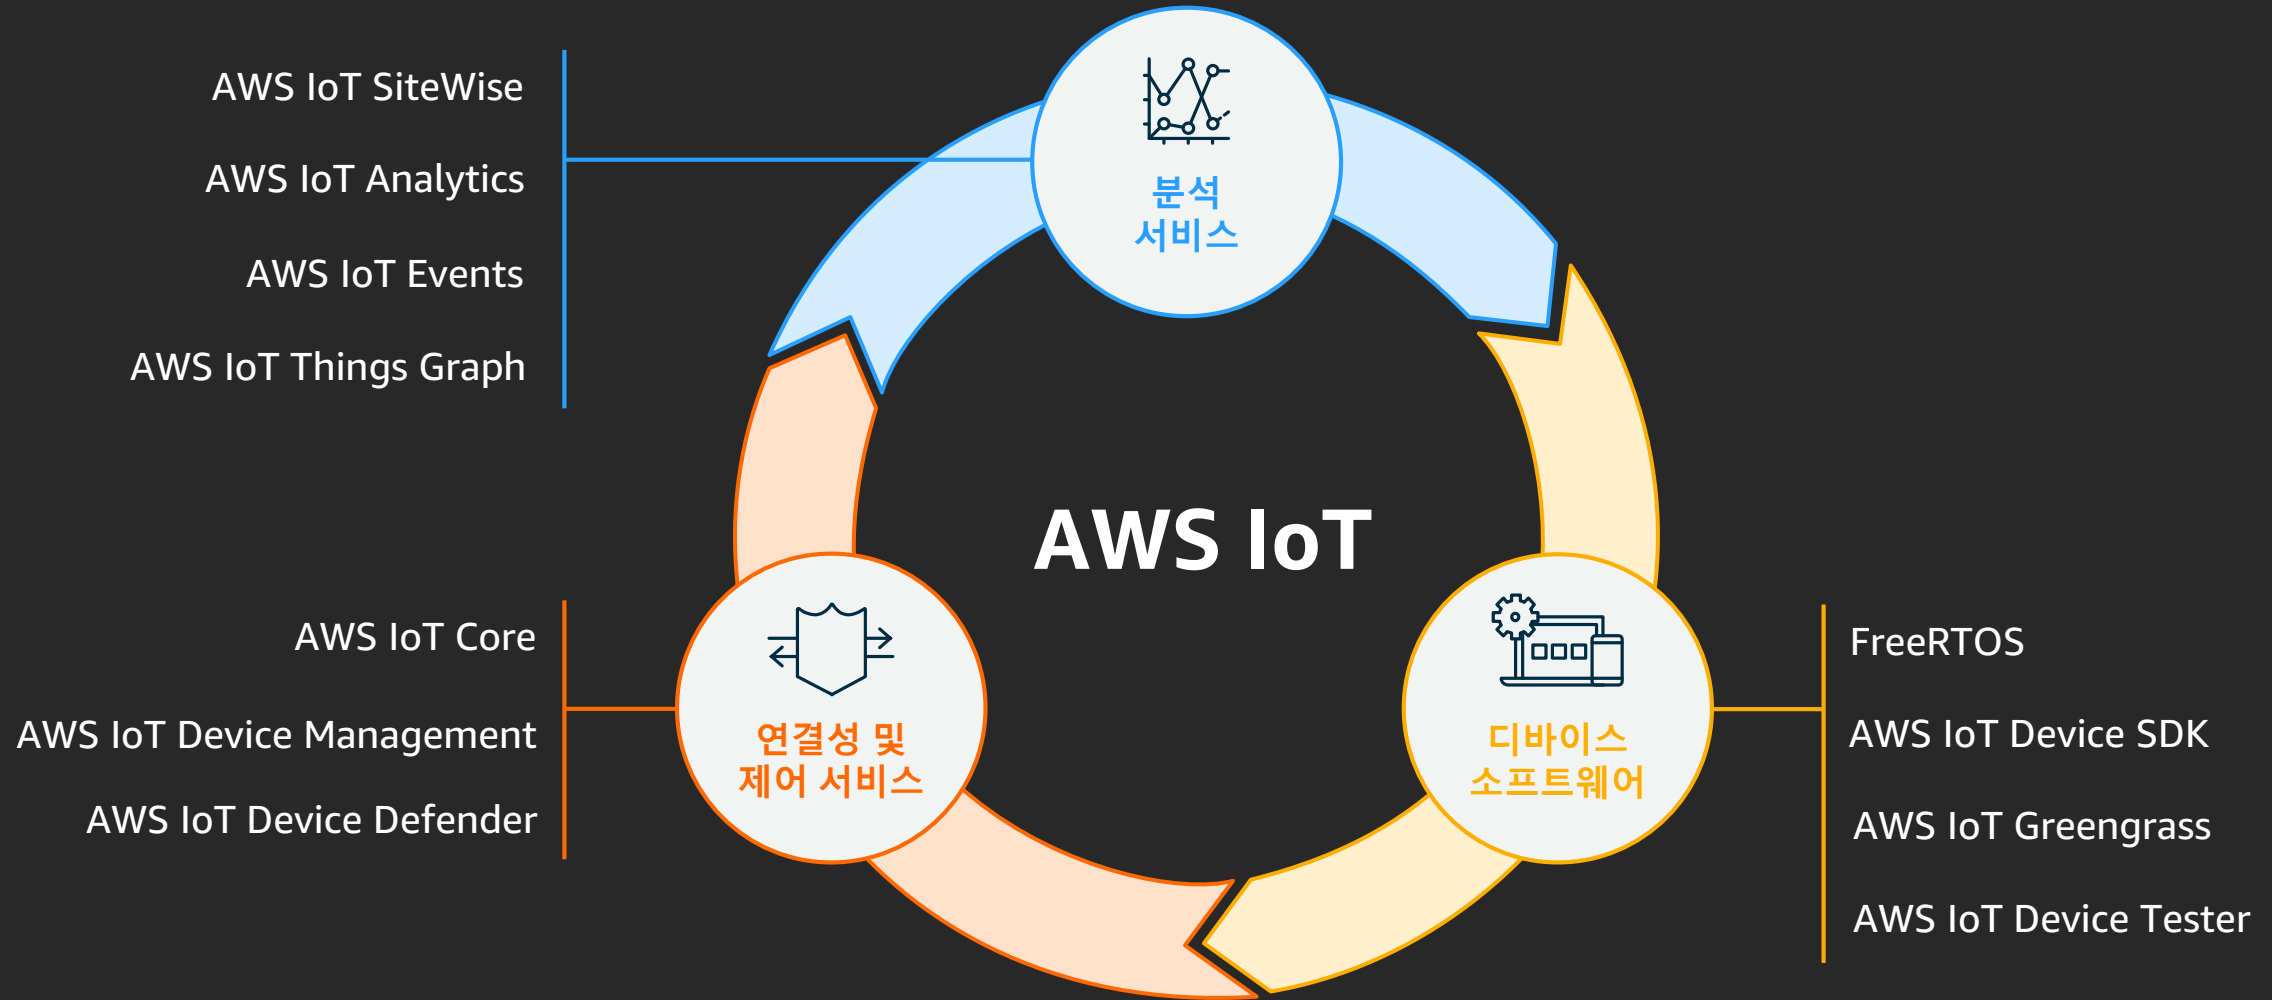 AWS IoT SiteWise
AWS IoT Analytics
AWS IoT Events
AWS IoT Things Graph
분석
서비스
AWS IoT
AWS IoT Core
AWS IoT Device Management
AWS IoT Device Defender
연결성 및
제어 서비스
디바이스
소프트웨어
FreeRTOS
AWS IoT Device SDK
AWS IoT Greengrass
AWS IoT Device Tester